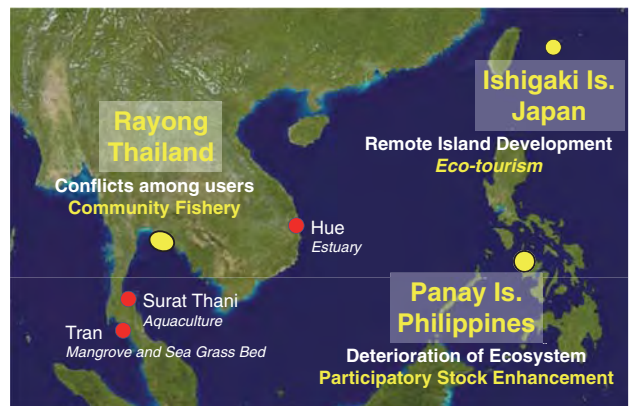 Ishigaki Is.
Japan
Remote Island Development
Eco-tourism
Rayong
Thailand
Conflicts among users
Community Fishery
Hue
Estuary
Surat Thani
Aquaculture
Tran
Mangrove and Sea Grass Bed
Panay Is.
Philippines
Deterioration of Ecosystem
Participatory Stock Enhancement